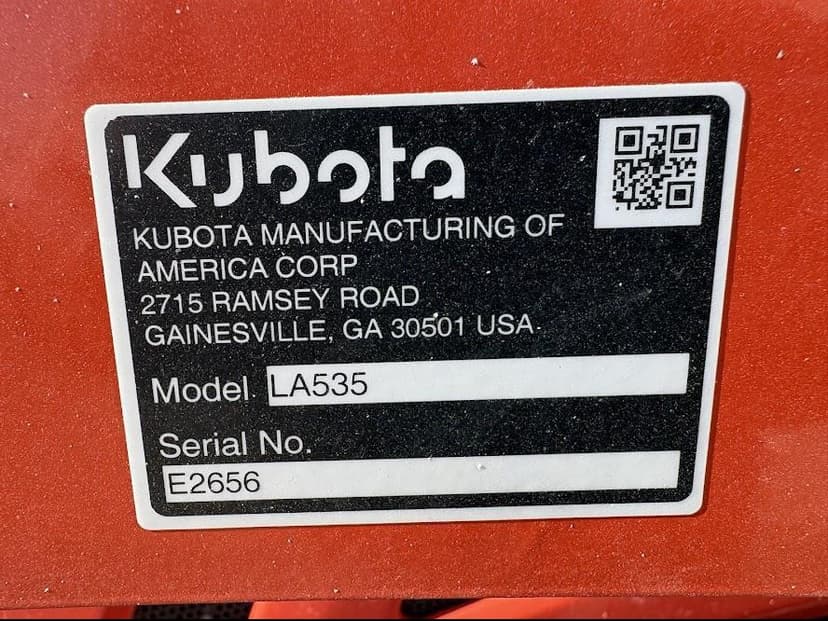 Kubota
KUBOTA MANUFACTURING OF
AMERICA CORP
2715 RAMSEY ROAD
GAINESVILLE, GA 30501 USA
Model LA535
Serial No.
E2656